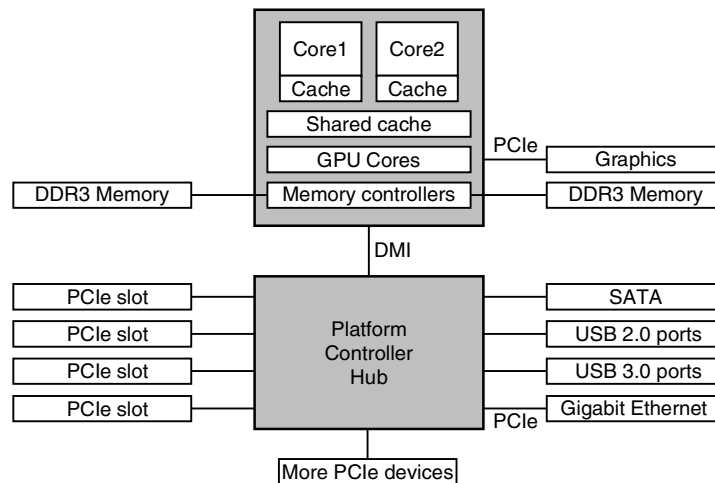 Core1
Core2
Cache
Cache
Shared cache
GPU Cores
PCIe
Graphics
DDR3 Memory
Memory controllers
DDR3 Memory
DMI
PCIe slot
PCIe slot
PCIe slot
PCIe slot
Platform
Controller
Hub
SATA
USB 2.0 ports
USB 3.0 ports
Gigabit Ethernet
PCIe
More PCIe devices